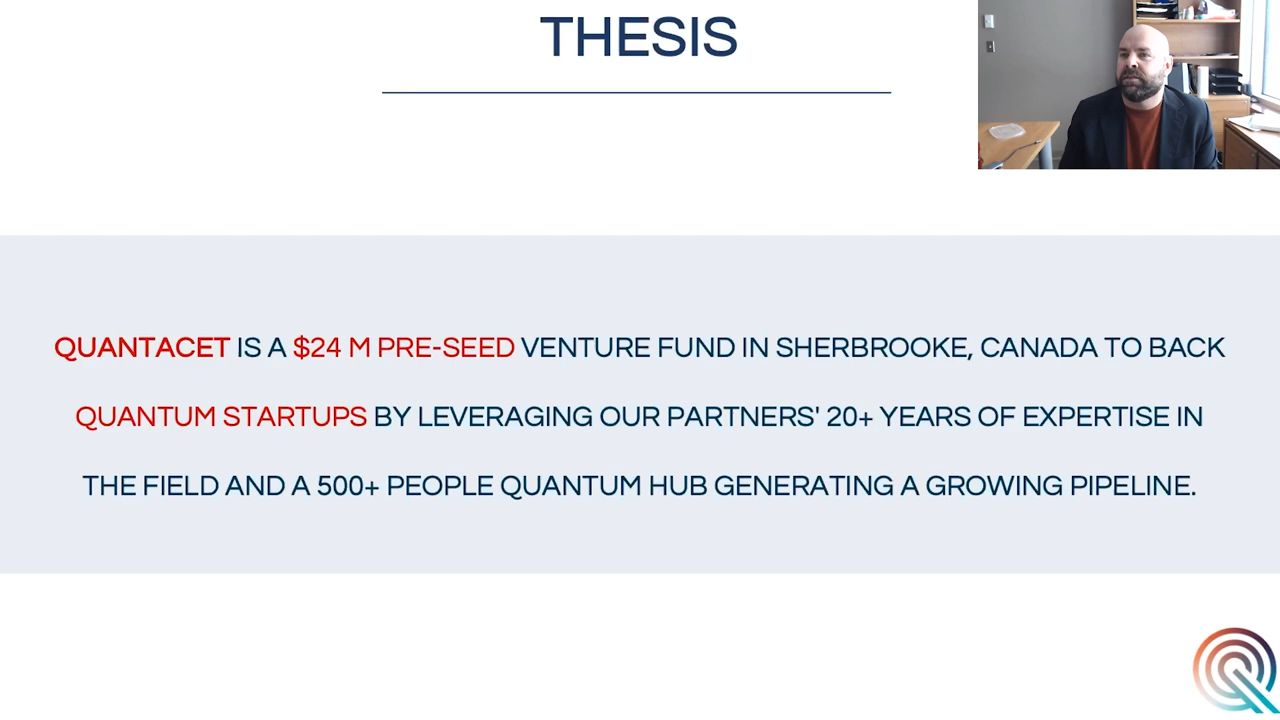 THESIS
QUANTACET IS A $24 M PRE-SEED VENTURE FUND IN SHERBROOKE, CANADA TO BACK
QUANTUM STARTUPS BY LEVERAGING OUR PARTNERS' 20+ YEARS OF EXPERTISE IN
THE FIELD AND A 500+ PEOPLE QUANTUM HUB GENERATING A GROWING PIPELINE.